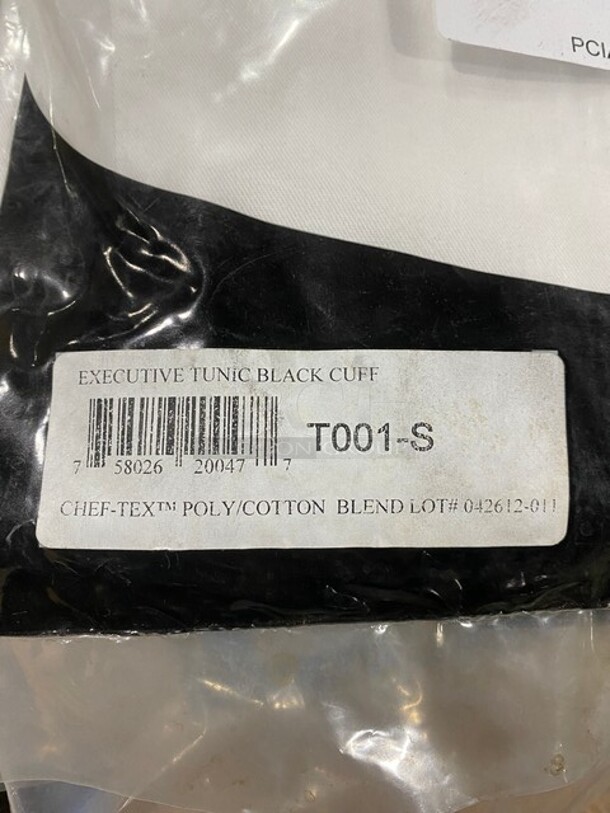 PCI
EXECUTIVE TUNiC BLACK CUFF
T001-S
7 58026 20047 7
CHEF-TEX™ POLY/COTTON BLEND LOT# 042612-011